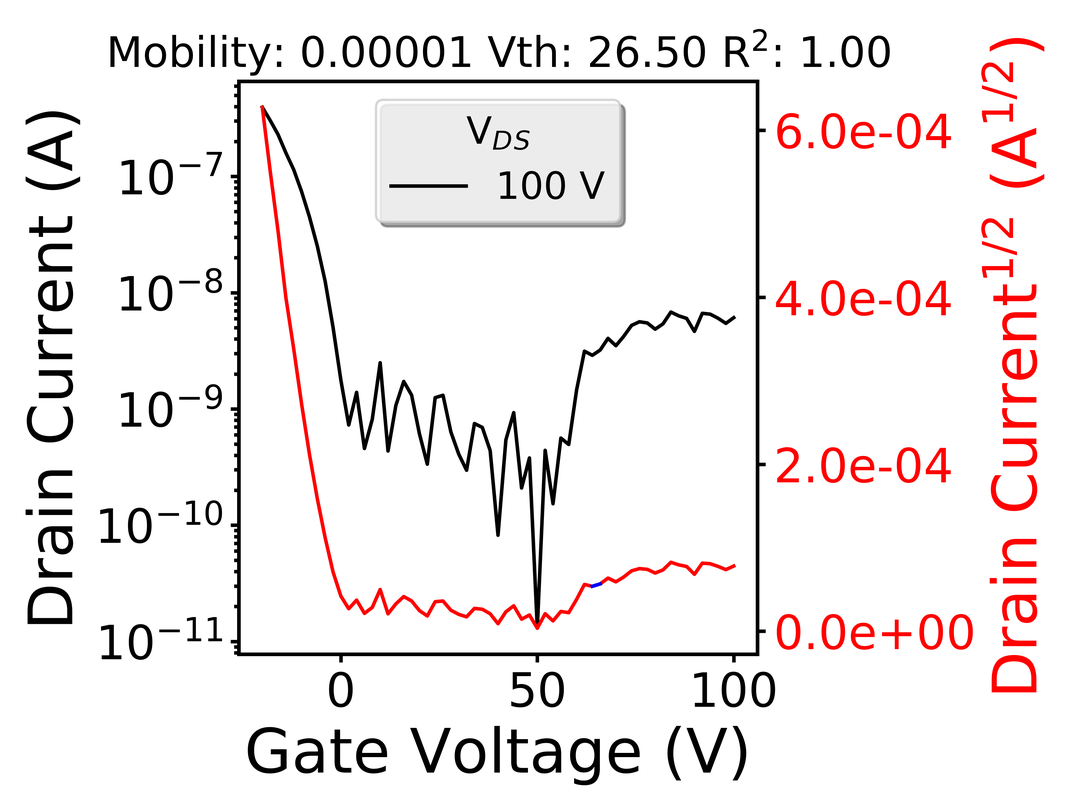 Mobility: 0.00001 Vth: 26.50 R²: 1.00
Drain Current (A)
10⁻⁷
10⁻⁸
10⁻⁹
10⁻¹⁰
10⁻¹¹
V_DS
100 V
6.0e-04
4.0e-04
2.0e-04
0.0e+00
Drain Current^1/2 (A^1/2)
0 50 100
Gate Voltage (V)